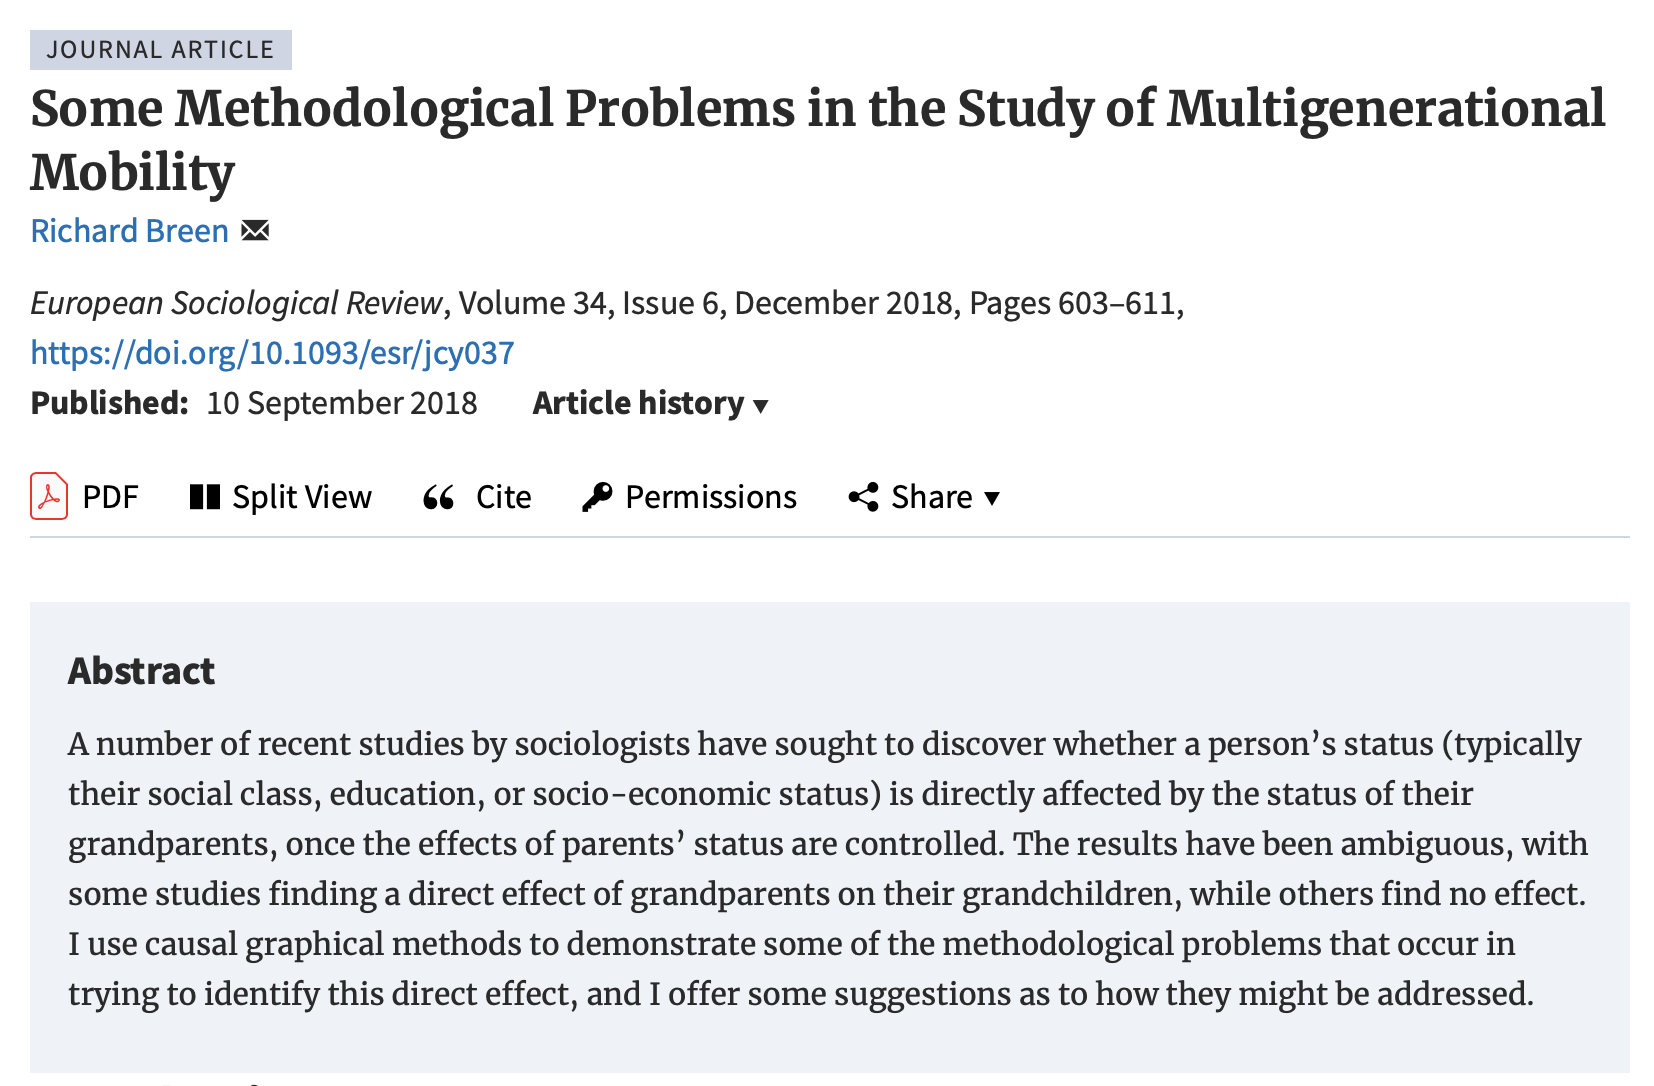 JOURNAL ARTICLE
Some Methodological Problems in the Study of Multigenerational
Mobility
Richard Breen
European Sociological Review, Volume 34, Issue 6, December 2018, Pages 603–611,
https://doi.org/10.1093/esr/jcy037
Published: 10 September 2018 Article history
PDF Split View Cite Permissions Share
Abstract
A number of recent studies by sociologists have sought to discover whether a person’s status (typically
their social class, education, or socio-economic status) is directly affected by the status of their
grandparents, once the effects of parents’ status are controlled. The results have been ambiguous, with
some studies finding a direct effect of grandparents on their grandchildren, while others find no effect.
I use causal graphical methods to demonstrate some of the methodological problems that occur in
trying to identify this direct effect, and I offer some suggestions as to how they might be addressed.